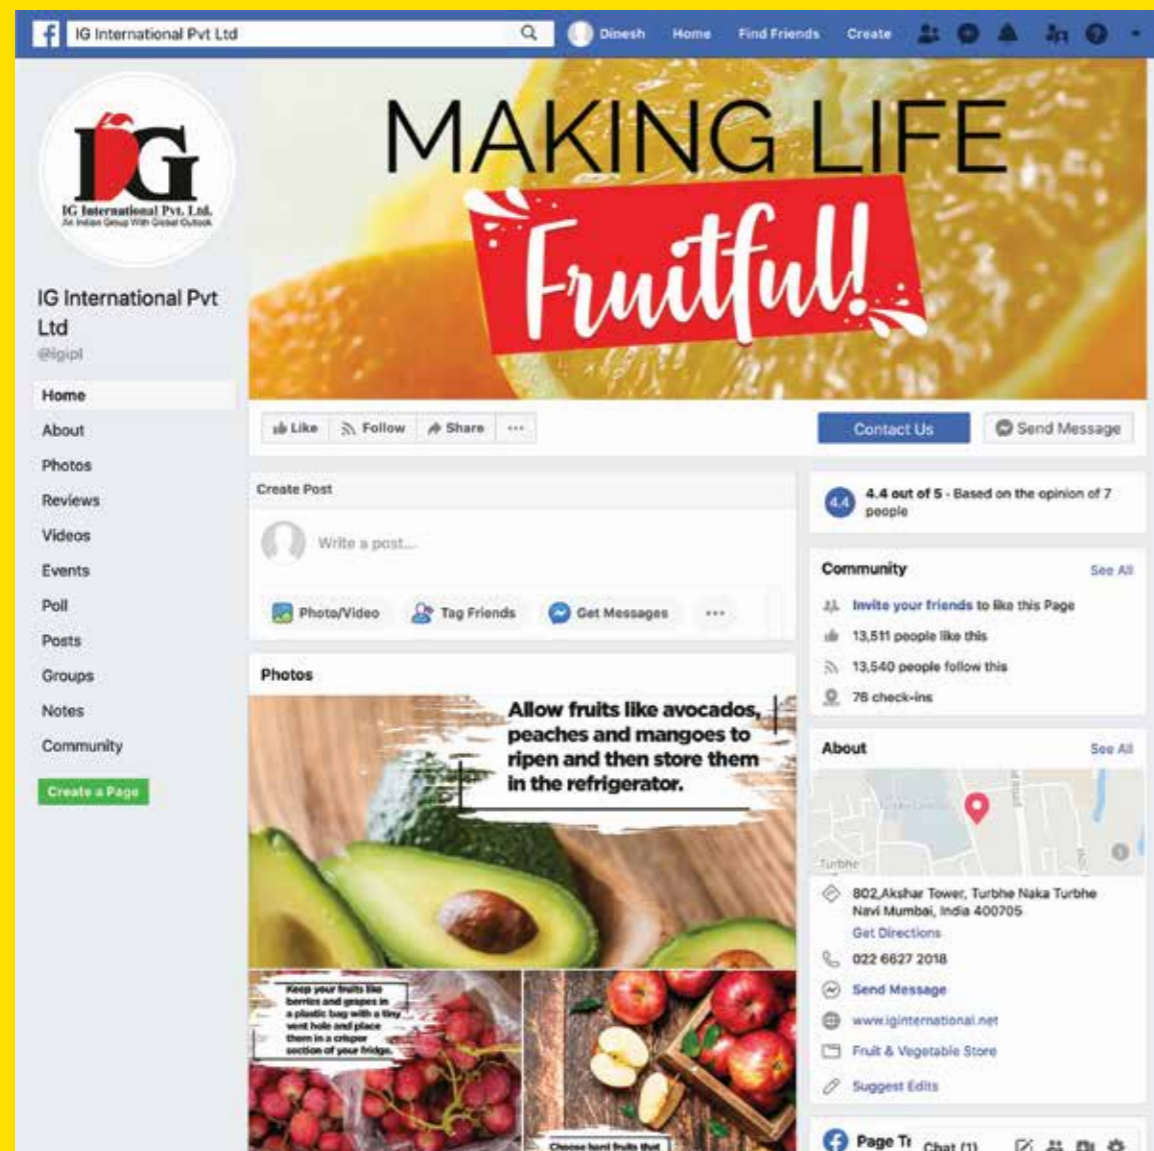 IG International Pvt Ltd
Dinesh
Home
Find Friends
Create
IG
IG International Pvt. Ltd.
An Indian Group With Global Outlook
IG International Pvt
Ltd
@igipl
Home
About
Photos
Reviews
Videos
Events
Poll
Posts
Groups
Notes
Community
Create a Page
MAKING LIFE
Fruitful!
Like
Follow
Share
Contact Us
Send Message
Create Post
Write a post...
Photo/Video
Tag Friends
Get Messages
Photos
Allow fruits like avocados,
peaches and mangoes to
ripen and then store them
in the refrigerator.
Keep your fruits like
berries and grapes in
a plastic bag with a tiny
vent hole and place
them in a crisper
section of your fridge.
Choose hard fruits that
4.4
4.4 out of 5 - Based on the opinion of 7
people
Community
See All
Invite your friends to like this Page
13,511 people like this
13,540 people follow this
76 check-ins
About
See All
Turbhe
802,Akshar Tower, Turbhe Naka Turbhe
Navi Mumbai, India 400705
Get Directions
022 6627 2018
Send Message
www.iginternational.net
Fruit & Vegetable Store
Suggest Edits
Page
Chat (1)